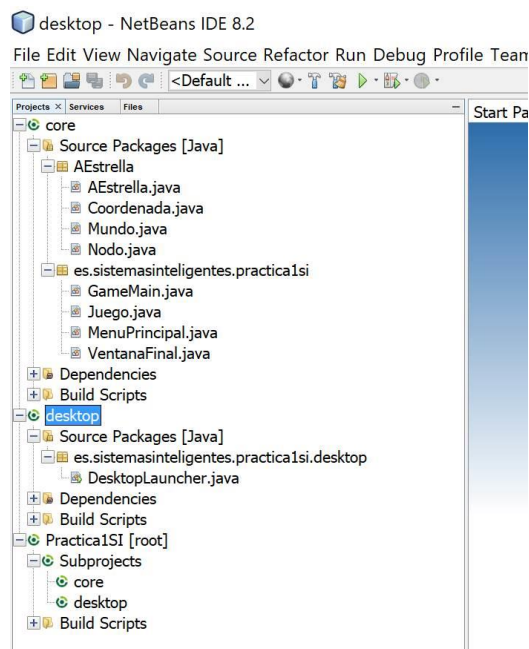 desktop - NetBeans IDE 8.2
File Edit View Navigate Source Refactor Run Debug Profile Team
<Default ...
Projects × Services Files
Start Pa
core
Source Packages [Java]
AEstrella
AEstrella.java
Coordenada.java
Mundo.java
Nodo.java
es.sistemasinteligentes.practica1si
GameMain.java
Juego.java
MenuPrincipal.java
VentanaFinal.java
Dependencies
Build Scripts
desktop
Source Packages [Java]
es.sistemasinteligentes.practica1si.desktop
DesktopLauncher.java
Dependencies
Build Scripts
Practica1SI [root]
Subprojects
core
desktop
Build Scripts